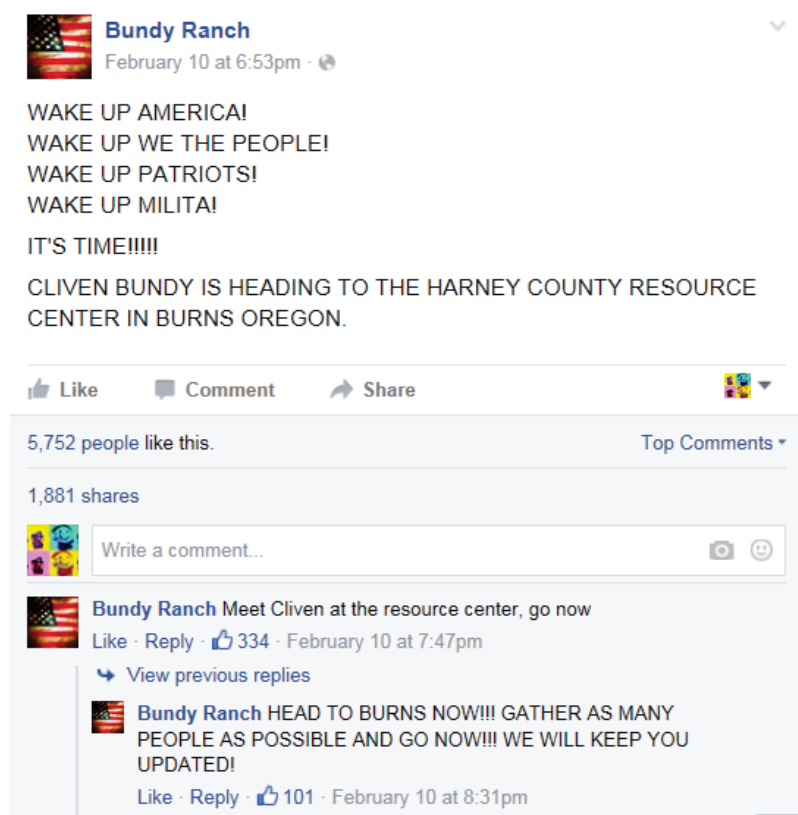 Bundy Ranch
February 10 at 6:53pm ·
WAKE UP AMERICA!
WAKE UP WE THE PEOPLE!
WAKE UP PATRIOTS!
WAKE UP MILITA!
IT'S TIME!!!!!
CLIVEN BUNDY IS HEADING TO THE HARNEY COUNTY RESOURCE
CENTER IN BURNS OREGON.
Like Comment Share
5,752 people like this. Top Comments
1,881 shares
Write a comment...
Bundy Ranch Meet Cliven at the resource center, go now
Like · Reply · 334 · February 10 at 7:47pm
View previous replies
Bundy Ranch HEAD TO BURNS NOW!!! GATHER AS MANY
PEOPLE AS POSSIBLE AND GO NOW!!! WE WILL KEEP YOU
UPDATED!
Like · Reply · 101 · February 10 at 8:31pm